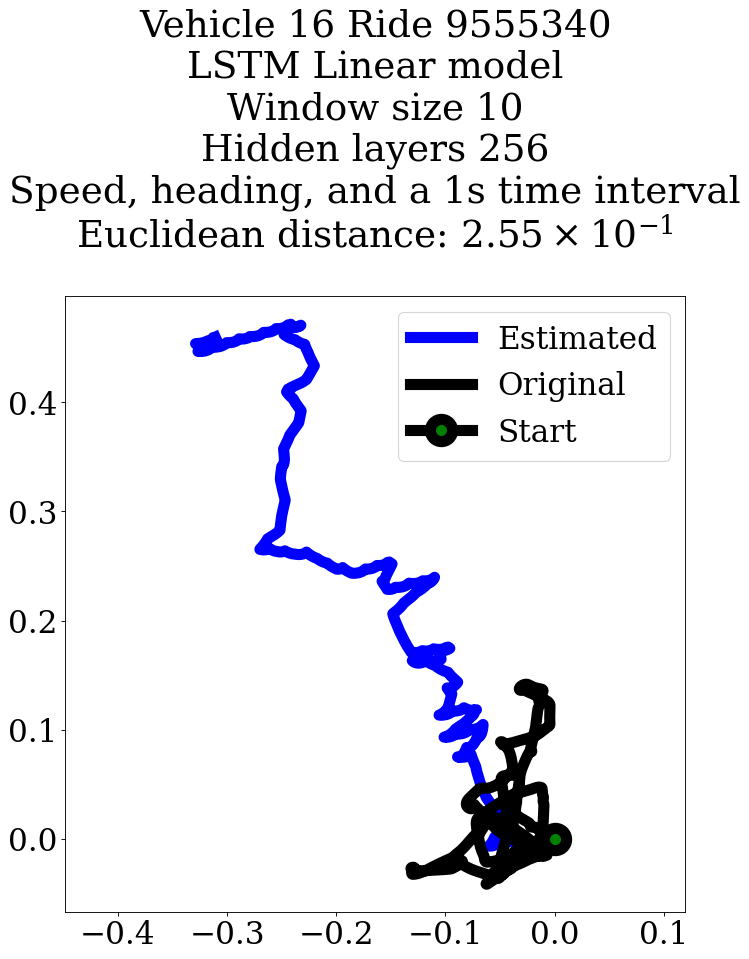 Vehicle 16 Ride 9555340
LSTM Linear model
Window size 10
Hidden layers 256
Speed, heading, and a 1s time interval
Euclidean distance: 2.55 × 10⁻¹
Estimated
Original
Start
0.4
0.3
0.2
0.1
0.0
−0.4 −0.3 −0.2 −0.1 0.0 0.1